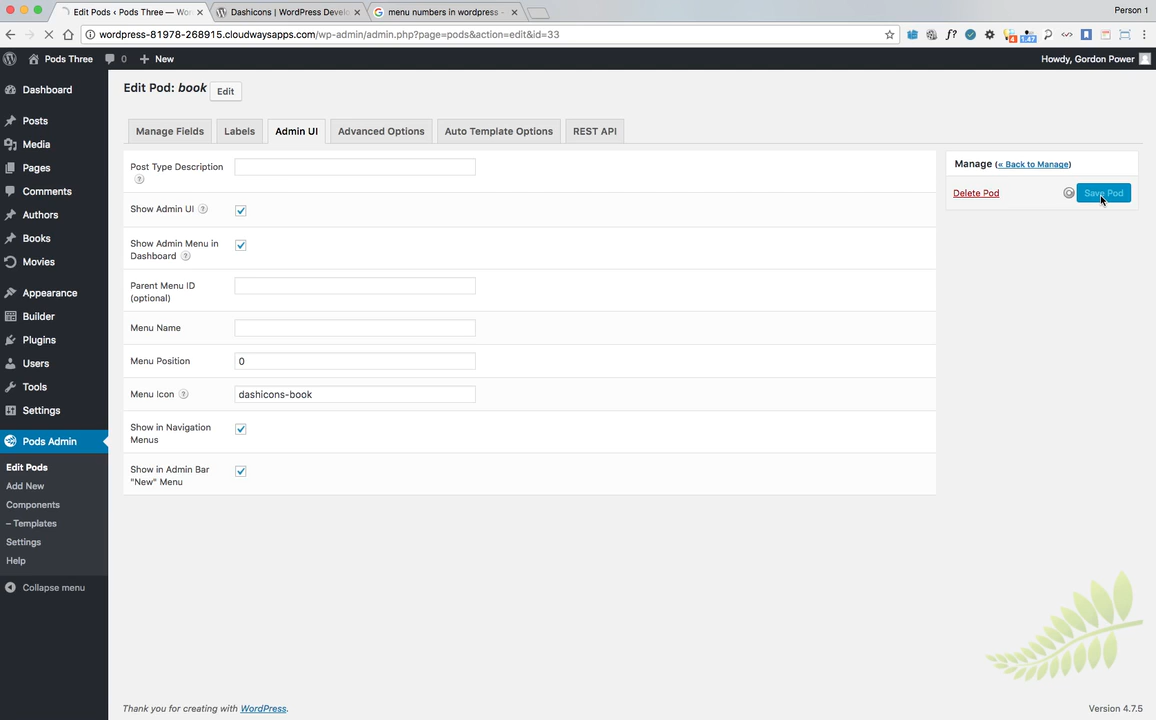 Edit Pods ‹ Pods Three — Wor
Dashicons | WordPress Develo
menu numbers in wordpress -
Person 1
wordpress-81978-268915.cloudwaysapps.com/wp-admin/admin.php?page=pods&action=edit&id=33
f?
4
1.47
Pods Three
0
New
Howdy, Gordon Power
Dashboard
Posts
Media
Pages
Comments
Authors
Books
Movies
Appearance
Builder
Plugins
Users
Tools
Settings
Pods Admin
Edit Pods
Add New
Components
– Templates
Settings
Help
Collapse menu
Edit Pod: book
Edit
Manage Fields
Labels
Admin UI
Advanced Options
Auto Template Options
REST API
Post Type Description
?
Show Admin UI ?
Show Admin Menu in
Dashboard ?
Parent Menu ID
(optional)
Menu Name
Menu Position
0
Menu Icon ?
dashicons-book
Show in Navigation
Menus
Show in Admin Bar
"New" Menu
Manage (« Back to Manage)
Delete Pod
Save Pod
Thank you for creating with WordPress.
Version 4.7.5